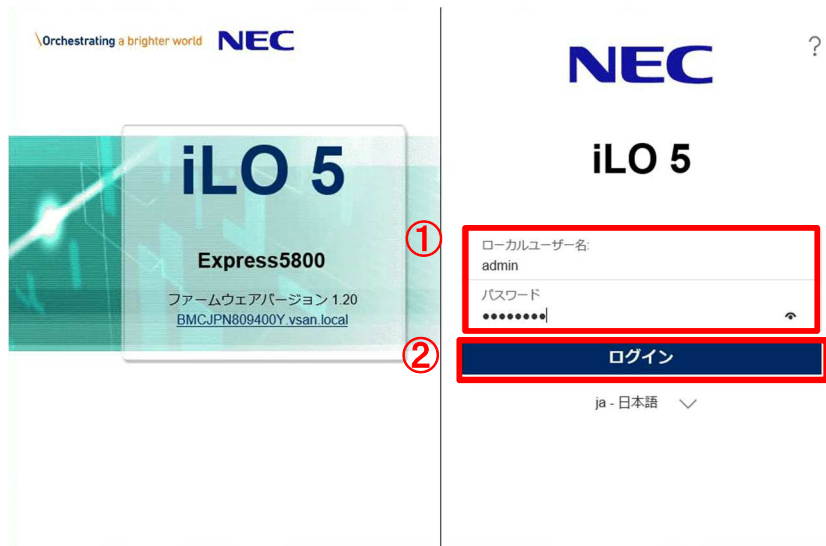 \Orchestrating a brighter world NEC
iLO 5
Express5800
ファームウェアバージョン 1.20
BMCJPN809400Y.vsan.local
NEC
?
iLO 5
①
ローカルユーザー名:
admin
パスワード
••••••••
②
ログイン
ja - 日本語